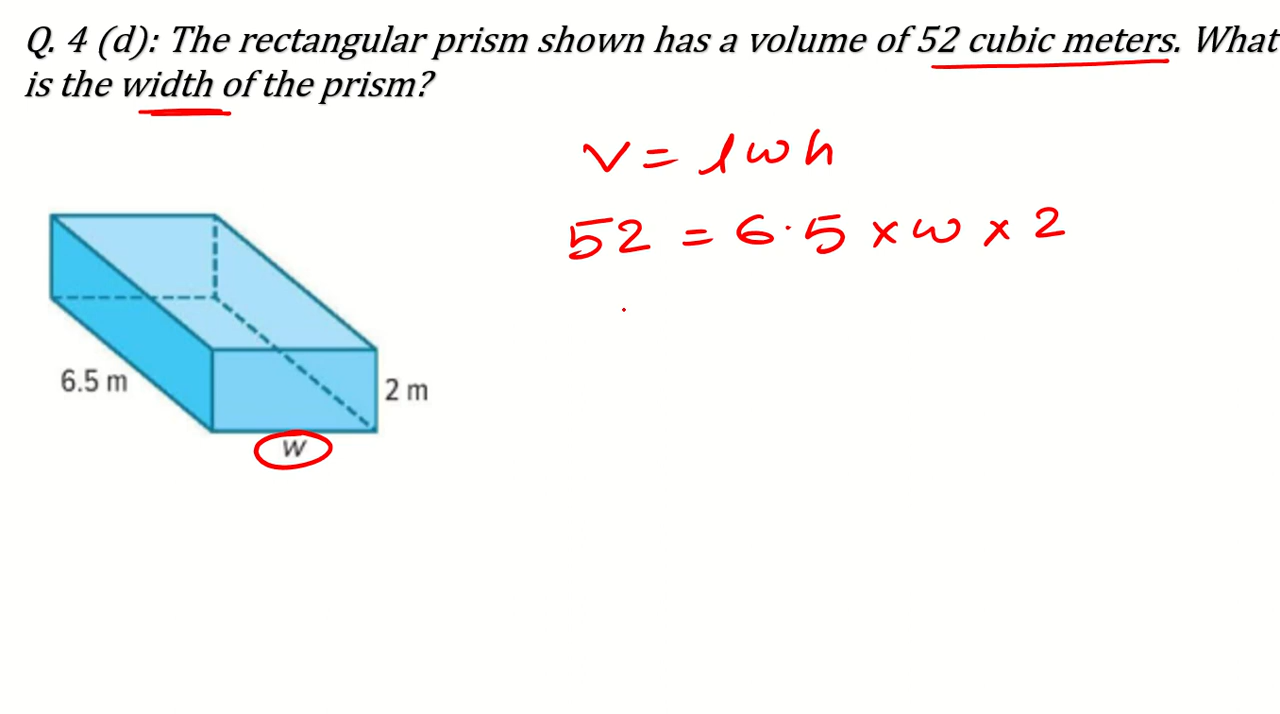 Q. 4 (d): The rectangular prism shown has a volume of 52 cubic meters. What
is the width of the prism?
V = lwh
52 = 6.5 × w × 2
6.5 m
2 m
w